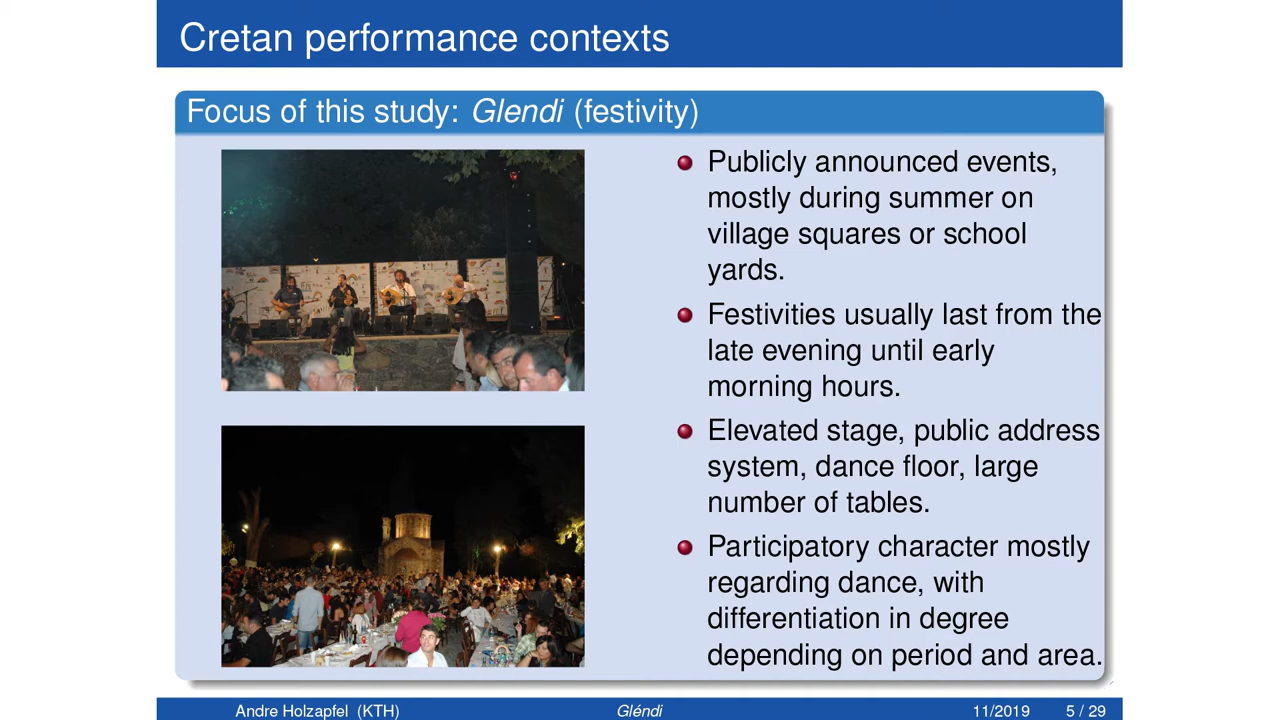 Cretan performance contexts
Focus of this study: Glendi (festivity)
Publicly announced events,
mostly during summer on
village squares or school
yards.
Festivities usually last from the
late evening until early
morning hours.
Elevated stage, public address
system, dance floor, large
number of tables.
Participatory character mostly
regarding dance, with
differentiation in degree
depending on period and area.
Andre Holzapfel (KTH) Gléndi 11/2019 5 / 29